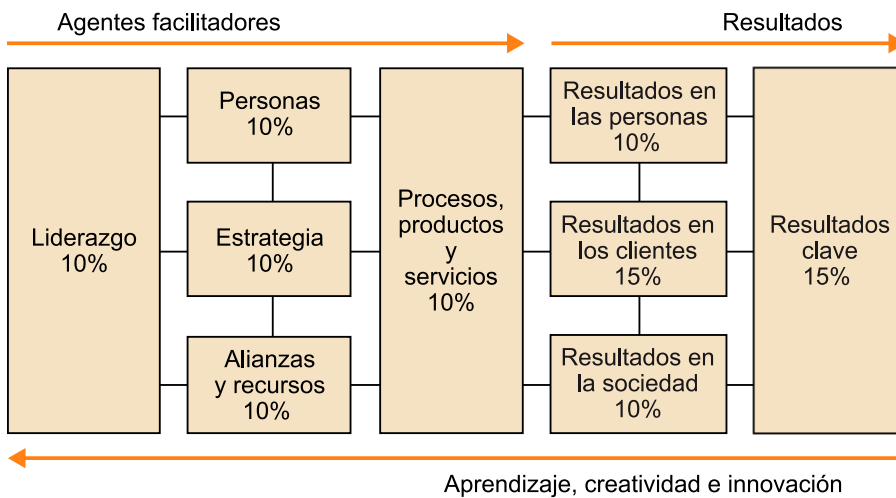 Agentes facilitadores
Resultados
Liderazgo
10%
Personas
10%
Estrategia
10%
Alianzas
y recursos
10%
Procesos,
productos
y
servicios
10%
Resultados en
las personas
10%
Resultados en
los clientes
15%
Resultados en
la sociedad
10%
Resultados
clave
15%
Aprendizaje, creatividad e innovación